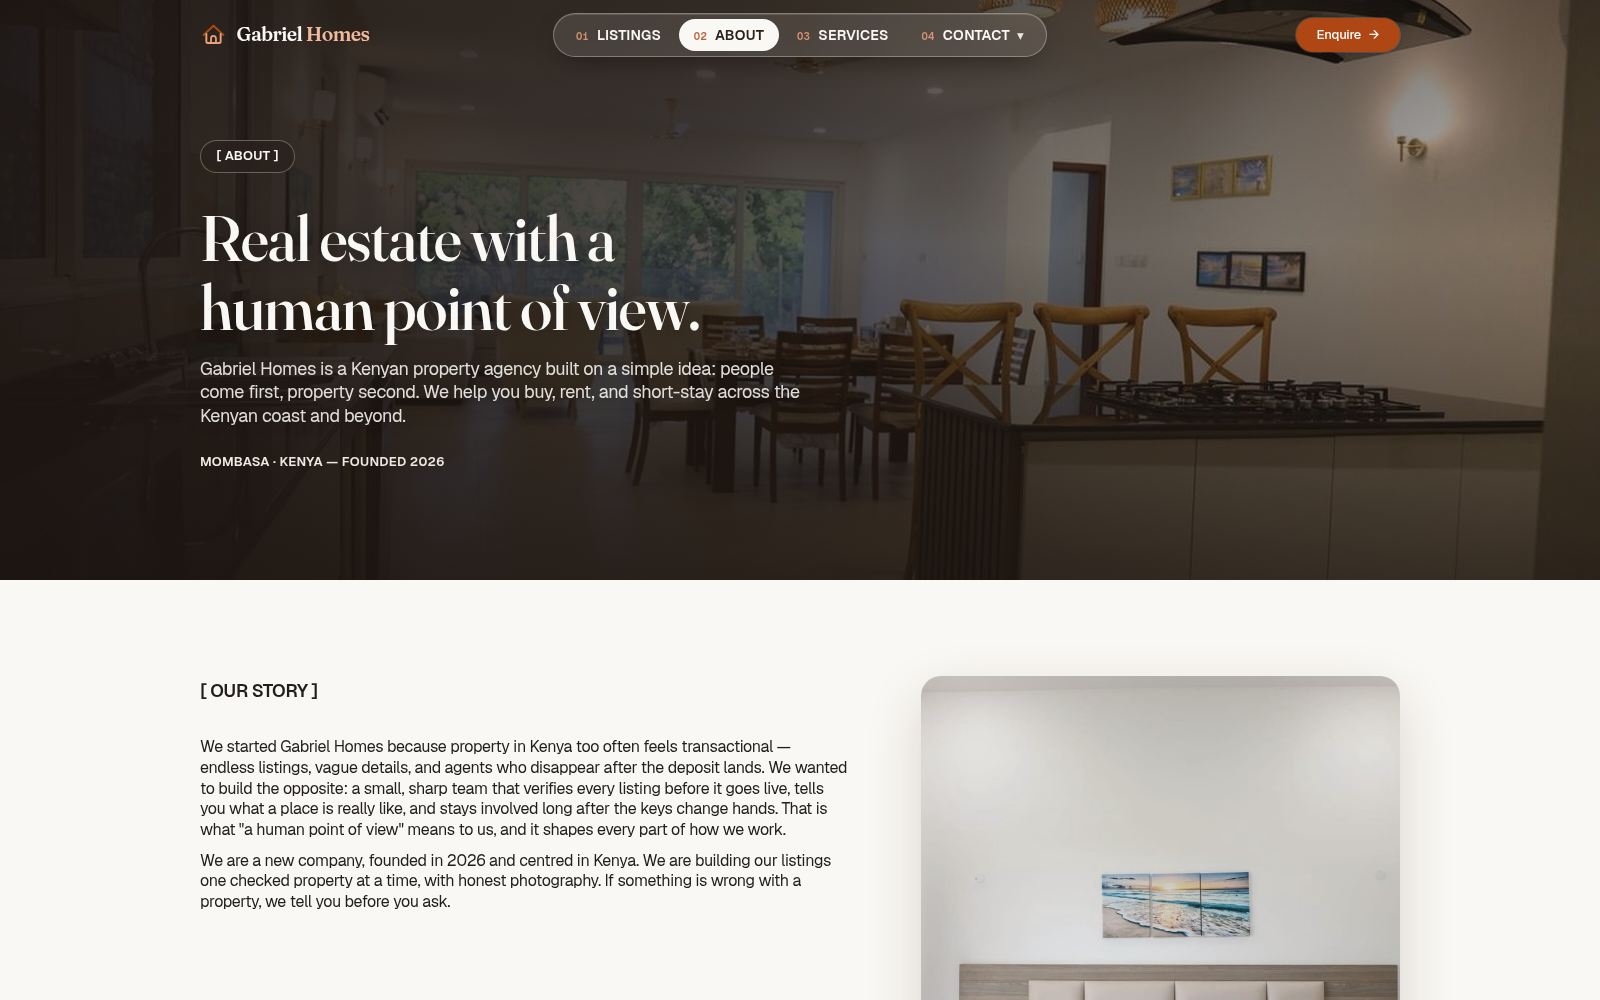 Gabriel Homes
01 LISTINGS 02 ABOUT 03 SERVICES 04 CONTACT ▾
Enquire →
[ ABOUT ]
Real estate with a
human point of view.
Gabriel Homes is a Kenyan property agency built on a simple idea: people
come first, property second. We help you buy, rent, and short-stay across the
Kenyan coast and beyond.
MOMBASA · KENYA — FOUNDED 2026
[ OUR STORY ]
We started Gabriel Homes because property in Kenya too often feels transactional —
endless listings, vague details, and agents who disappear after the deposit lands. We wanted
to build the opposite: a small, sharp team that verifies every listing before it goes live, tells
you what a place is really like, and stays involved long after the keys change hands. That is
what "a human point of view" means to us, and it shapes every part of how we work.
We are a new company, founded in 2026 and centred in Kenya. We are building our listings
one checked property at a time, with honest photography. If something is wrong with a
property, we tell you before you ask.